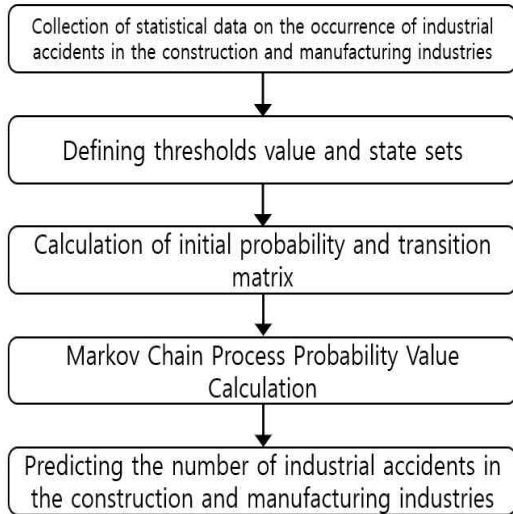 Collection of statistical data on the occurrence of industrial
accidents in the construction and manufacturing industries
Defining thresholds value and state sets
Calculation of initial probability and transition
matrix
Markov Chain Process Probability Value
Calculation
Predicting the number of industrial accidents in
the construction and manufacturing industries